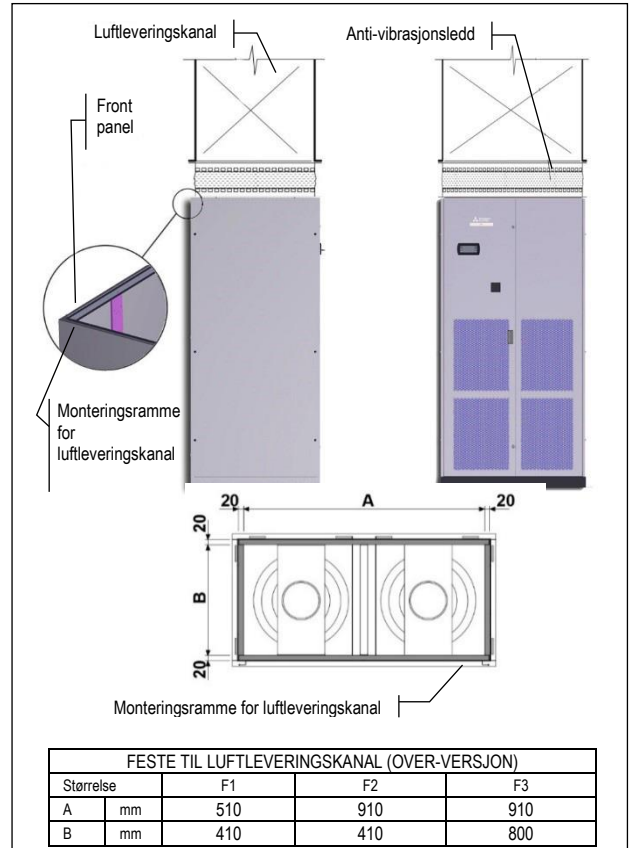 Luftleveringskanal
Anti-vibrasjonsledd
Front
panel
Monteringsramme
for
luftleveringskanal
20
A
20
20
B
20
Monteringsramme for luftleveringskanal
FESTE TIL LUFTLEVERINGSKANAL (OVER-VERSJON)
Størrelse F1 F2 F3
A mm 510 910 910
B mm 410 410 800